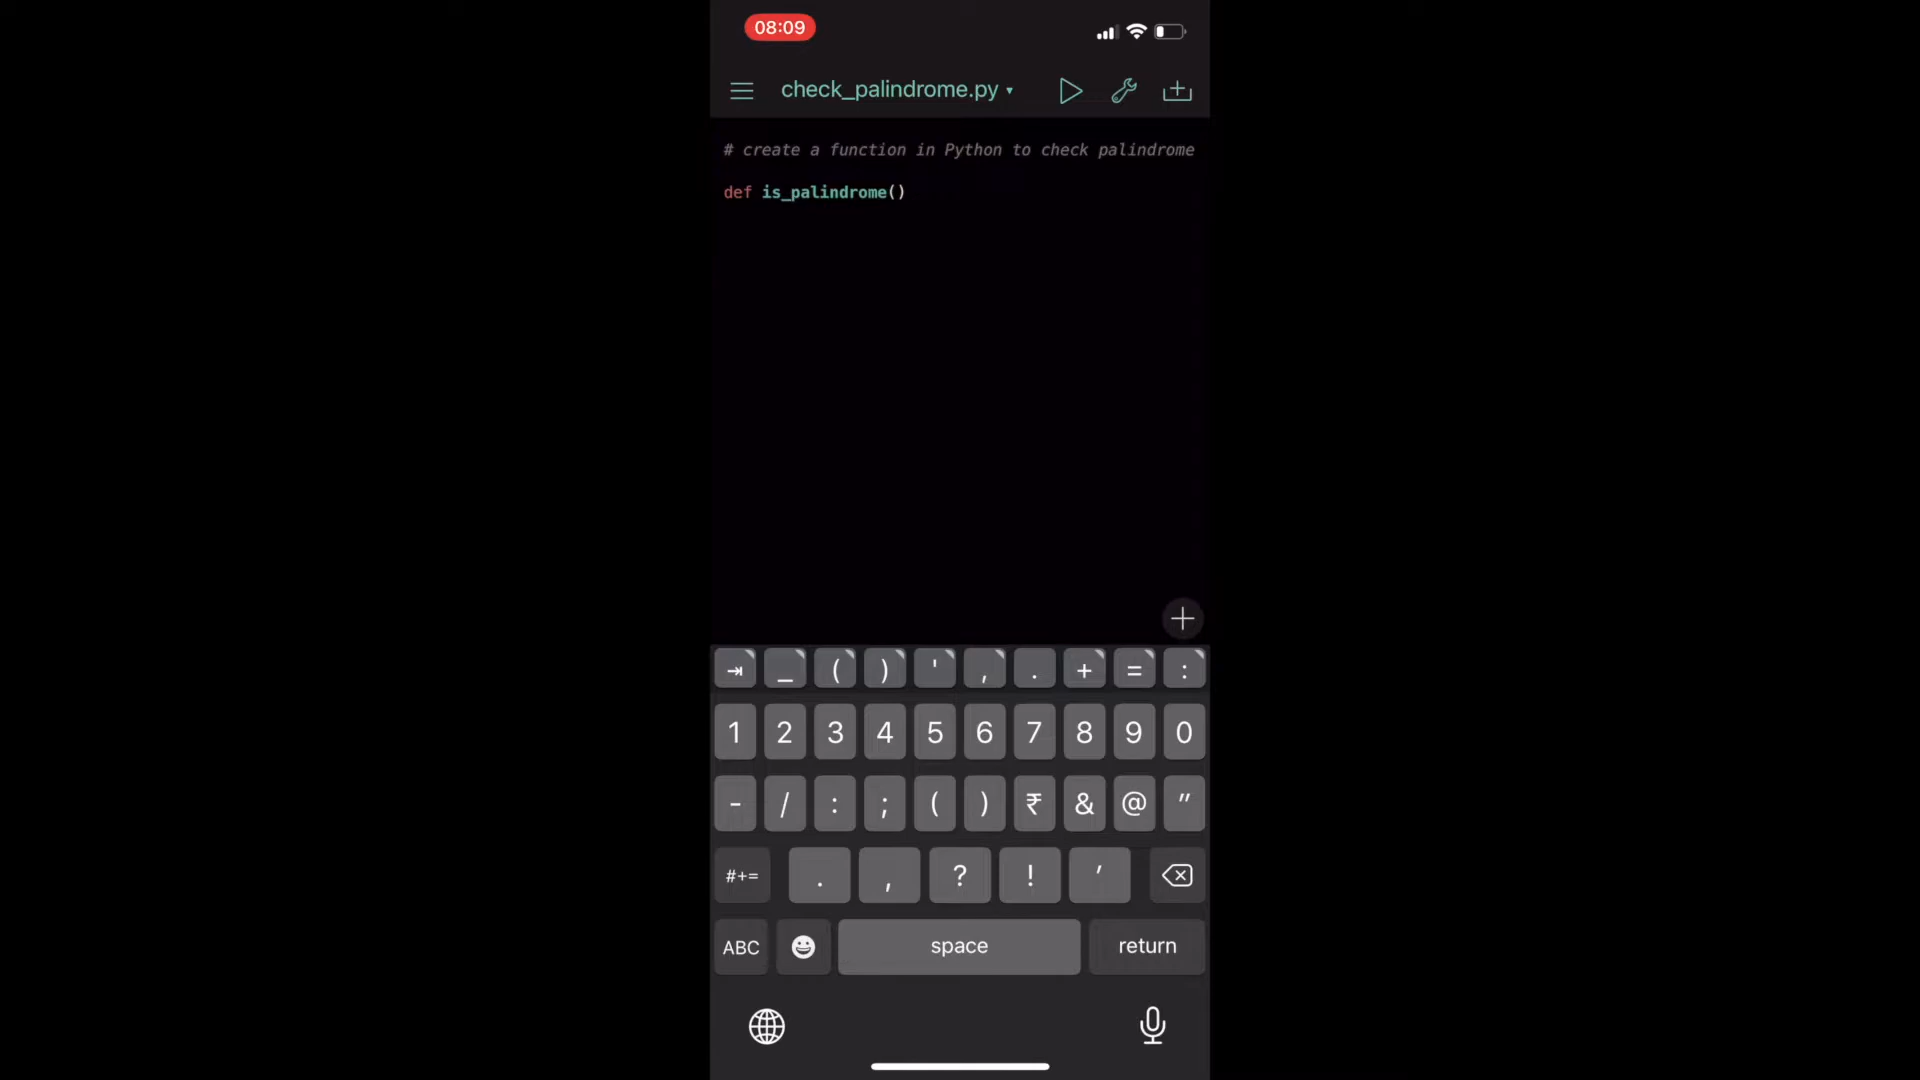 08:09
check_palindrome.py ▾
# create a function in Python to check palindrome
def is_palindrome()
⇥ _ ( ) ' , . + = :
1 2 3 4 5 6 7 8 9 0
- / : ; ( ) ₹ & @ "
#+= . , ? ! '
ABC space return